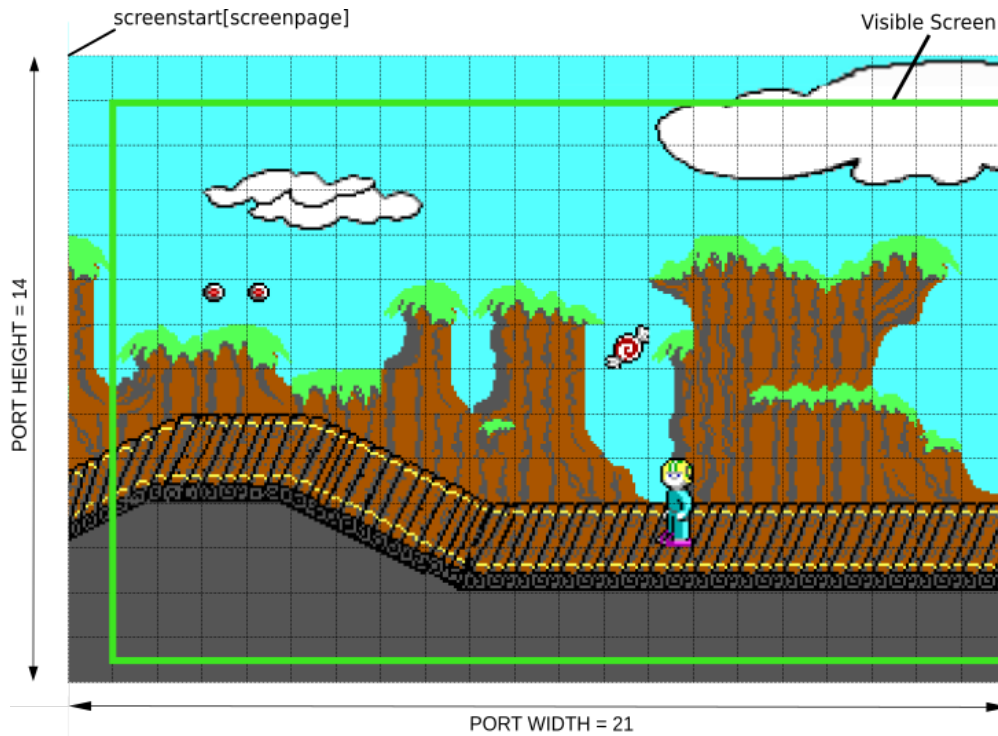 screenstart[screenpage]
Visible Screen
PORT HEIGHT = 14
PORT WIDTH = 21